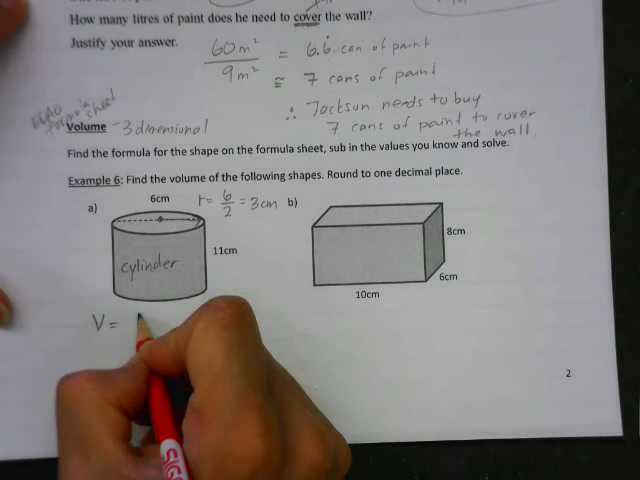 How many litres of paint does he need to cover the wall?
Justify your answer.
60m² / 9m² = 6.6̇ can of paint
≅ 7 cans of paint
∴ Jackson needs to buy
7 cans of paint to cover
the wall
formula sheet
Volume - 3 dimensional
Find the formula for the shape on the formula sheet, sub in the values you know and solve.
Example 6: Find the volume of the following shapes. Round to one decimal place.
a) 6cm r = 6/2 = 3cm b)
cylinder
11cm
8cm
6cm
10cm
V =
2